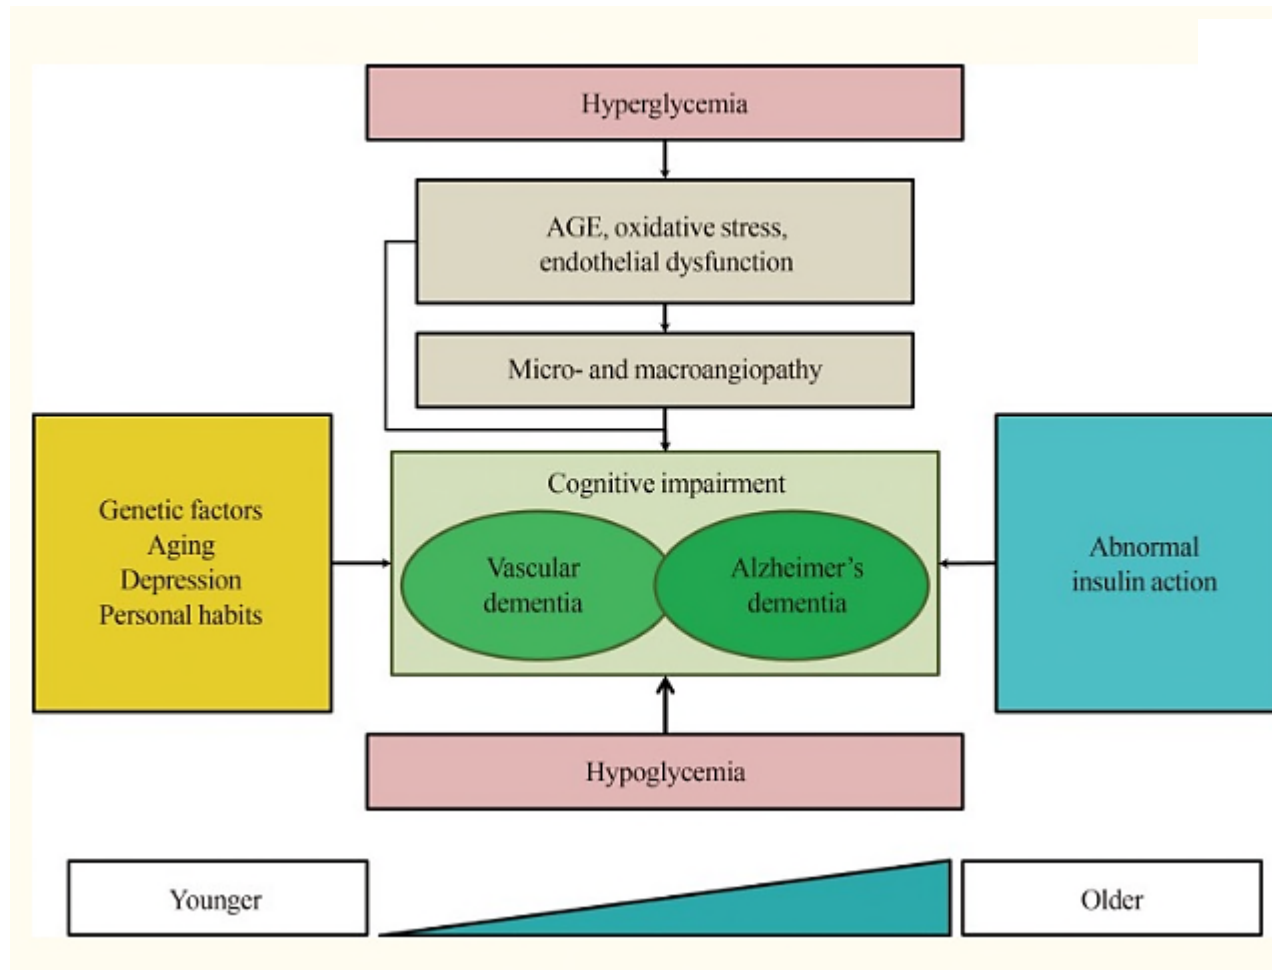 Hyperglycemia
AGE, oxidative stress,
endothelial dysfunction
Micro- and macroangiopathy
Genetic factors
Aging
Depression
Personal habits
Cognitive impairment
Vascular
dementia
Alzheimer’s
dementia
Abnormal
insulin action
Hypoglycemia
Younger
Older